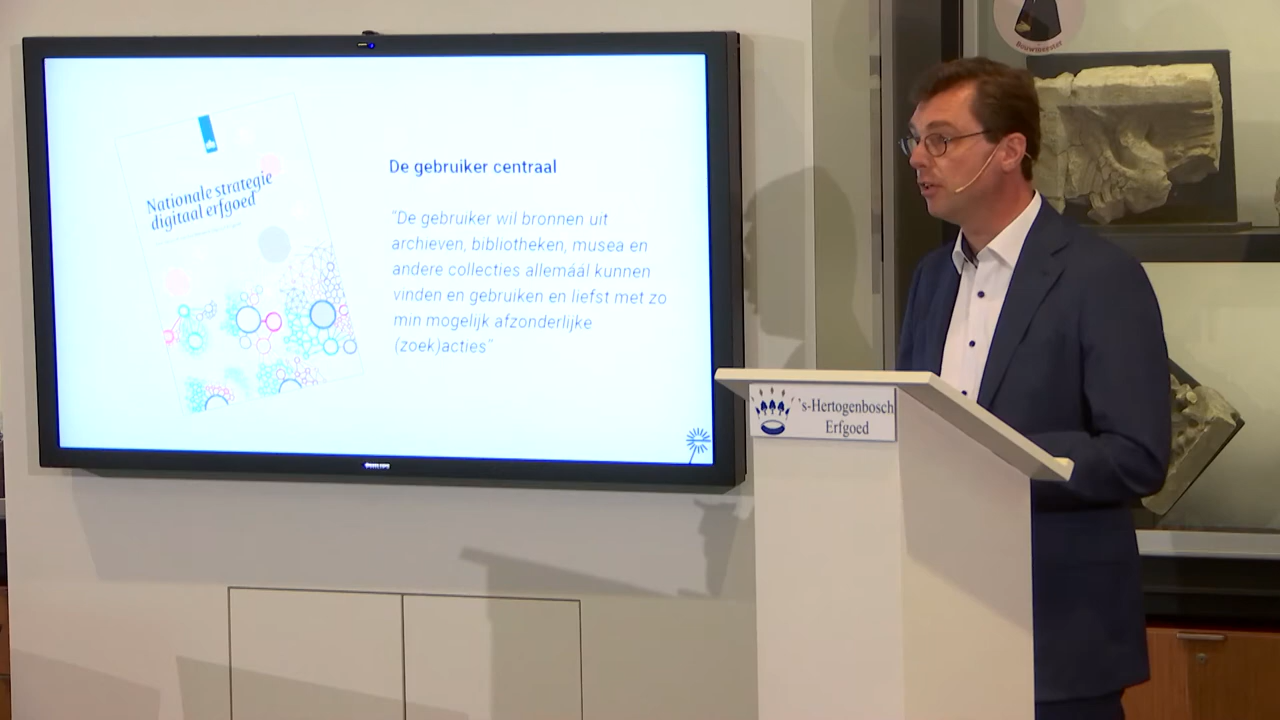 Bouwmeester
Nationale strategie
digitaal erfgoed
De gebruiker centraal
“De gebruiker wil bronnen uit
archieven, bibliotheken, musea en
andere collecties allemáál kunnen
vinden en gebruiken en liefst met zo
min mogelijk afzonderlijke
(zoek)acties”
's-Hertogenbosch
Erfgoed